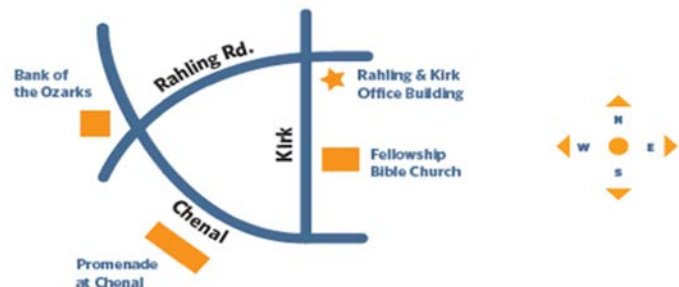 Rahling Rd.
Bank of
the Ozarks
Rahling & Kirk
Office Building
Kirk
Fellowship
Bible Church
Chenal
Promenade
at Chenal
N
W
E
S